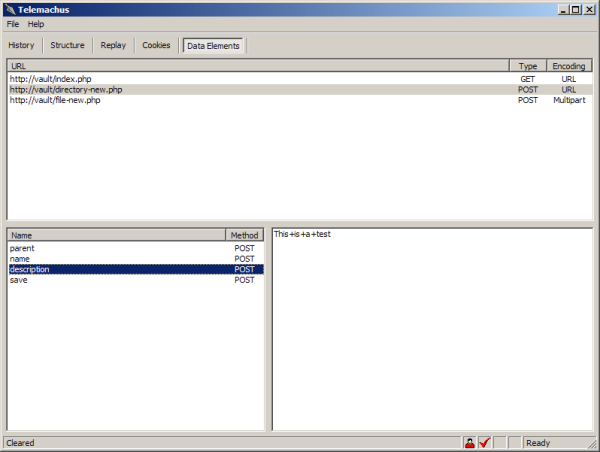 Telemachus
File Help
History Structure Replay Cookies Data Elements
URL Type Encoding
http://vault/index.php GET URL
http://vault/directory-new.php POST URL
http://vault/file-new.php POST Multipart
Name Method
parent POST
name POST
description POST
save POST
This+is+a+test
Cleared Ready